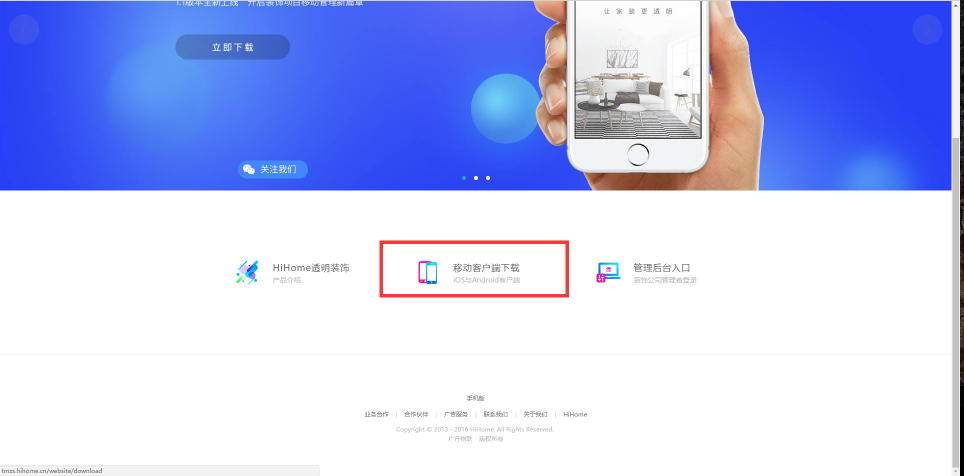 1.1版本全新上线 开启装饰项目移动管理新篇章
让家装更透明
立即下载
关注我们
HiHome透明装饰
产品介绍
移动客户端下载
iOS与Android客户端
管理后台入口
装饰公司管理者登录
手机版
业务合作 | 合作伙伴 | 广告服务 | 联系我们 | 关于我们 | HiHome
Copyright © 2013 - 2016 HiHome. All Rights Reserved.
广行物联 版权所有
tmzs.hihome.cn/website/download